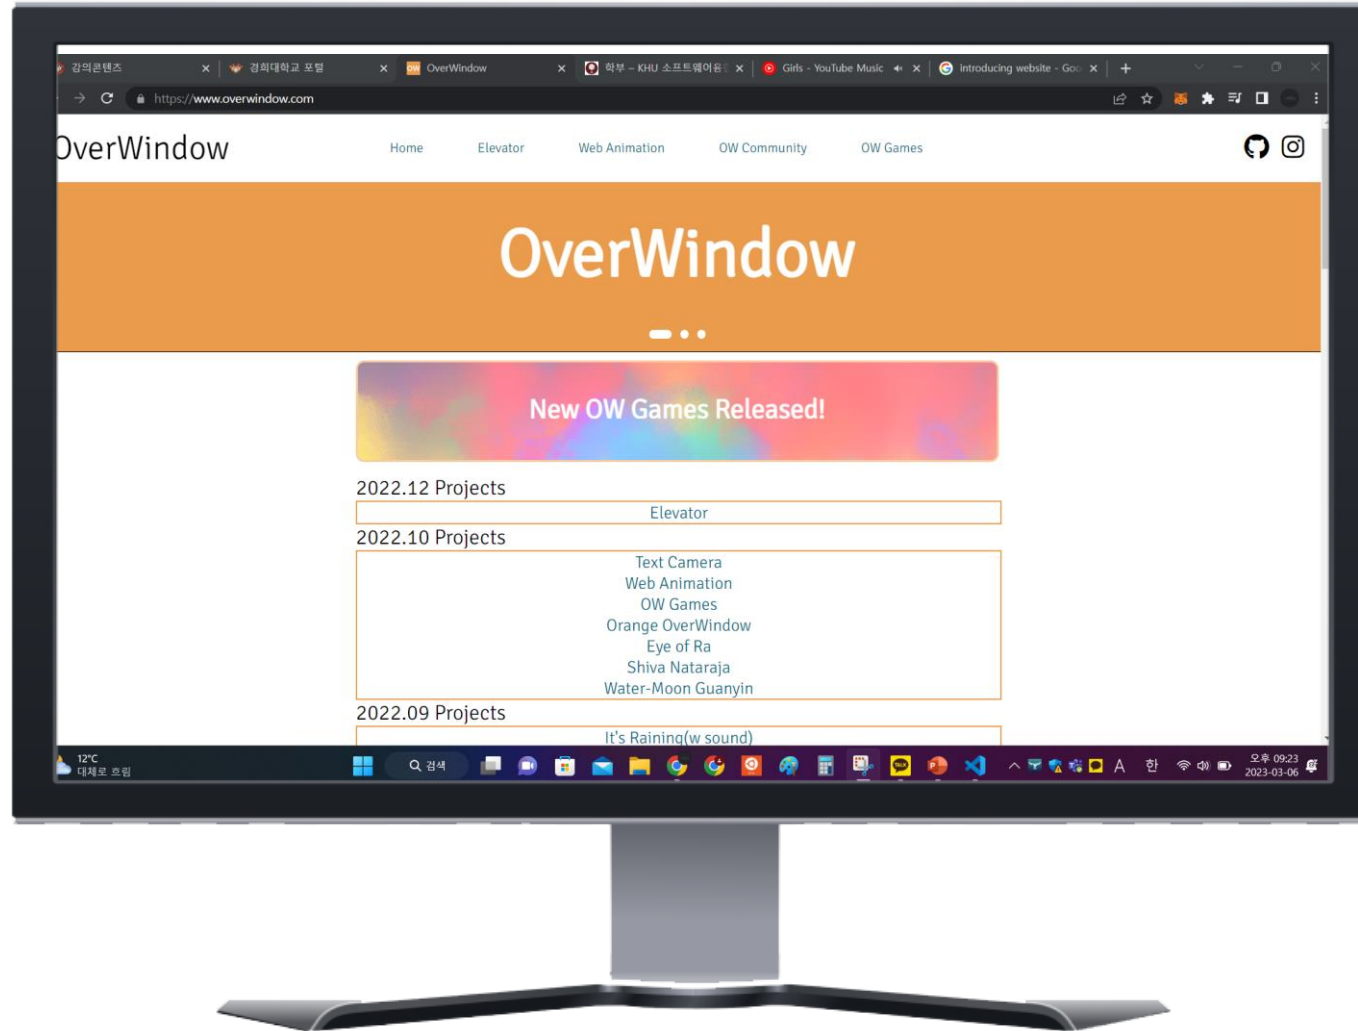 강의콘텐츠
경희대학교 포털
OW OverWindow
학부 – KHU 소프트웨어융
Girls - YouTube Music
introducing website - Goo
https://www.overwindow.com
OverWindow
Home Elevator Web Animation OW Community OW Games
OverWindow
New OW Games Released!
2022.12 Projects
Elevator
2022.10 Projects
Text Camera
Web Animation
OW Games
Orange OverWindow
Eye of Ra
Shiva Nataraja
Water-Moon Guanyin
2022.09 Projects
It's Raining(w sound)
12°C
대체로 흐림
검색
TALK
A 한
오후 09:23
2023-03-06